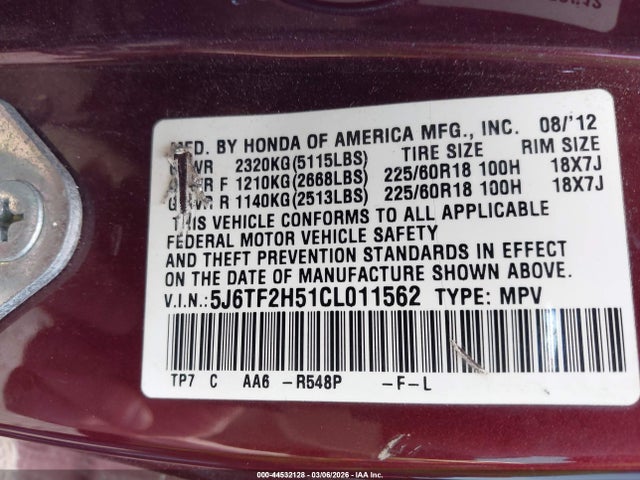 MFD. BY HONDA OF AMERICA MFG., INC. 08/'12
2320KG(5115LBS) TIRE SIZE RIM SIZE
F 1210KG(2668LBS) 225/60R18 100H 18X7J
R 1140KG(2513LBS) 225/60R18 100H 18X7J
THIS VEHICLE CONFORMS TO ALL APPLICABLE
FEDERAL MOTOR VEHICLE SAFETY
AND THEFT PREVENTION STANDARDS IN EFFECT
ON THE DATE OF MANUFACTURE SHOWN ABOVE.
V.I.N.:5J6TF2H51CL011562 TYPE: MPV
TP7 C AA6 -R548P -F-L
000-44532128 - 03/06/2026 - IAA Inc.